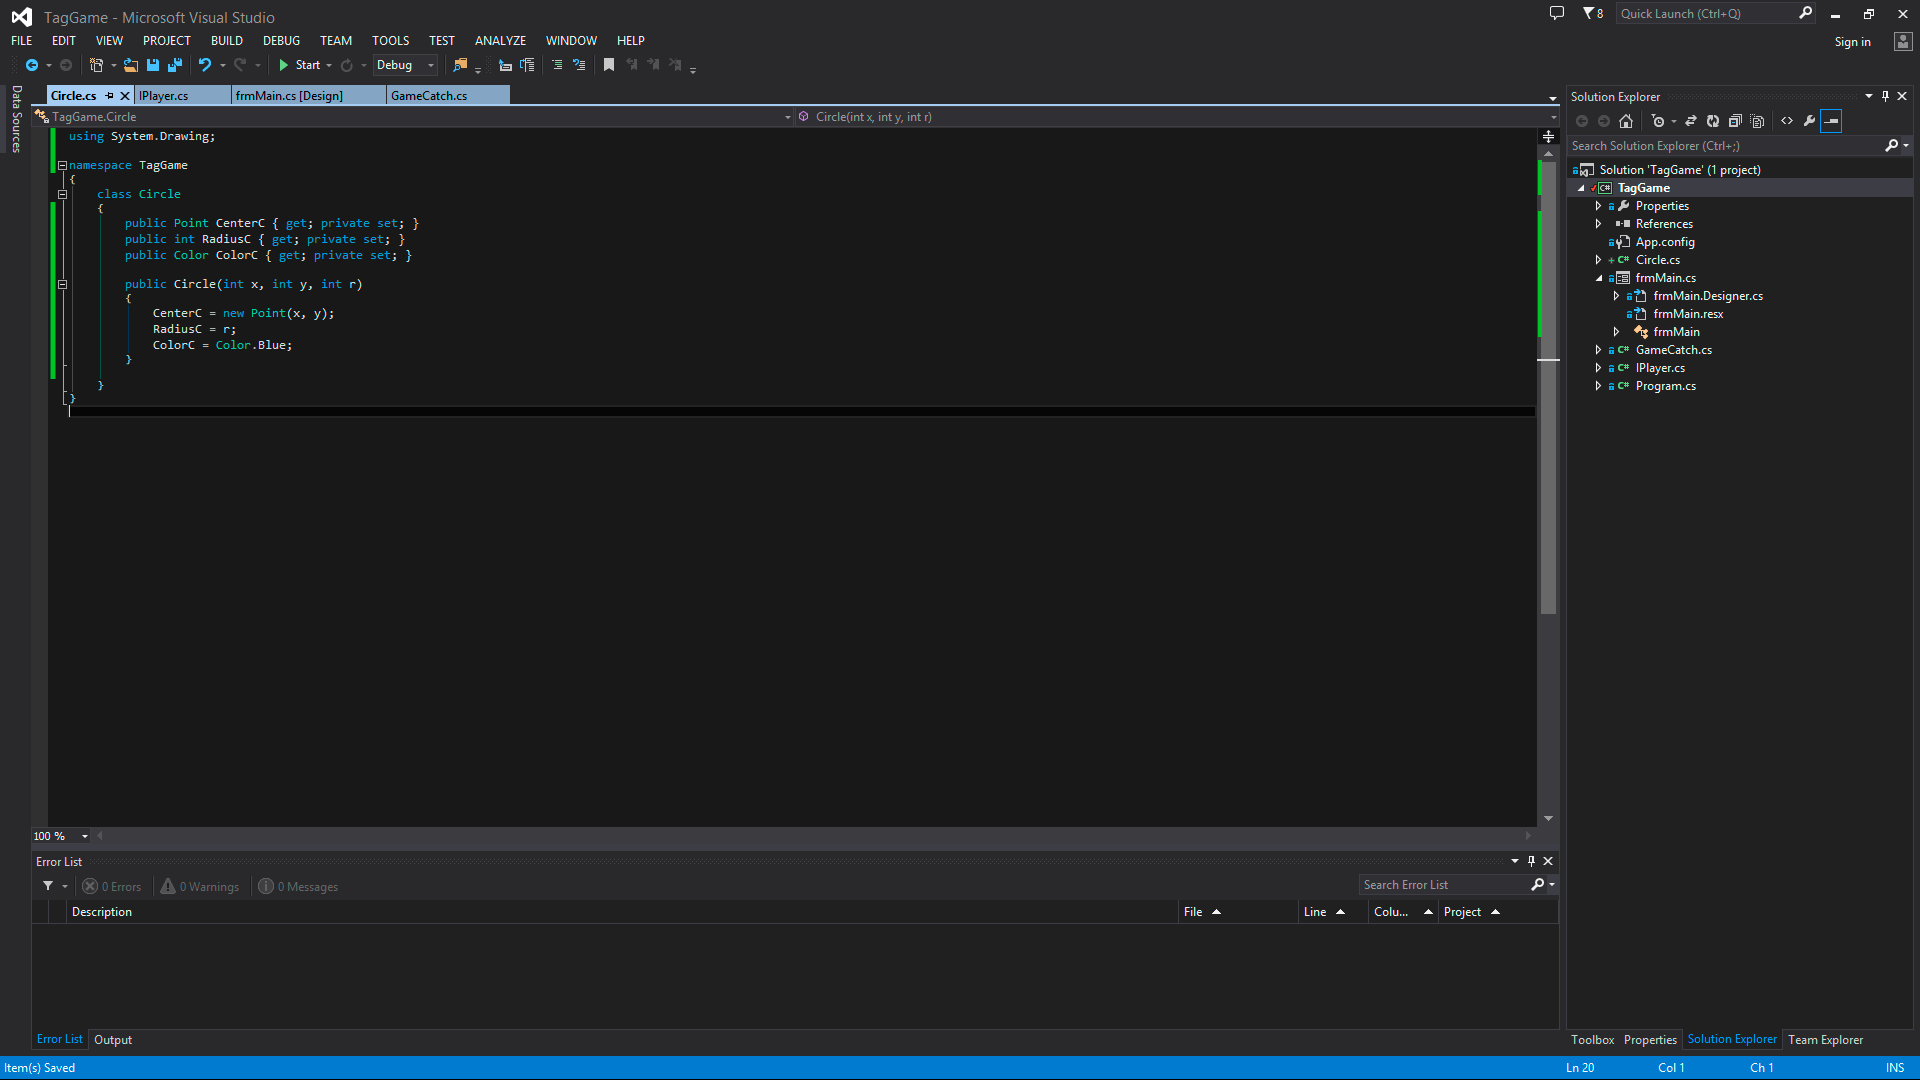 TagGame - Microsoft Visual Studio
8
Quick Launch (Ctrl+Q)
FILE EDIT VIEW PROJECT BUILD DEBUG TEAM TOOLS TEST ANALYZE WINDOW HELP
Sign in
Start Debug
Data Sources
Circle.cs IPlayer.cs frmMain.cs [Design] GameCatch.cs
TagGame.Circle Circle(int x, int y, int r)
using System.Drawing;
namespace TagGame
{
class Circle
{
public Point CenterC { get; private set; }
public int RadiusC { get; private set; }
public Color ColorC { get; private set; }
public Circle(int x, int y, int r)
{
CenterC = new Point(x, y);
RadiusC = r;
ColorC = Color.Blue;
}
}
}
100 %
Error List
0 Errors 0 Warnings 0 Messages
Search Error List
Description File Line Colu... Project
Error List Output
Solution Explorer
Search Solution Explorer (Ctrl+;)
Solution 'TagGame' (1 project)
C# TagGame
Properties
References
App.config
C# Circle.cs
frmMain.cs
frmMain.Designer.cs
frmMain.resx
frmMain
C# GameCatch.cs
C# IPlayer.cs
C# Program.cs
Toolbox Properties Solution Explorer Team Explorer
Item(s) Saved Ln 20 Col 1 Ch 1 INS